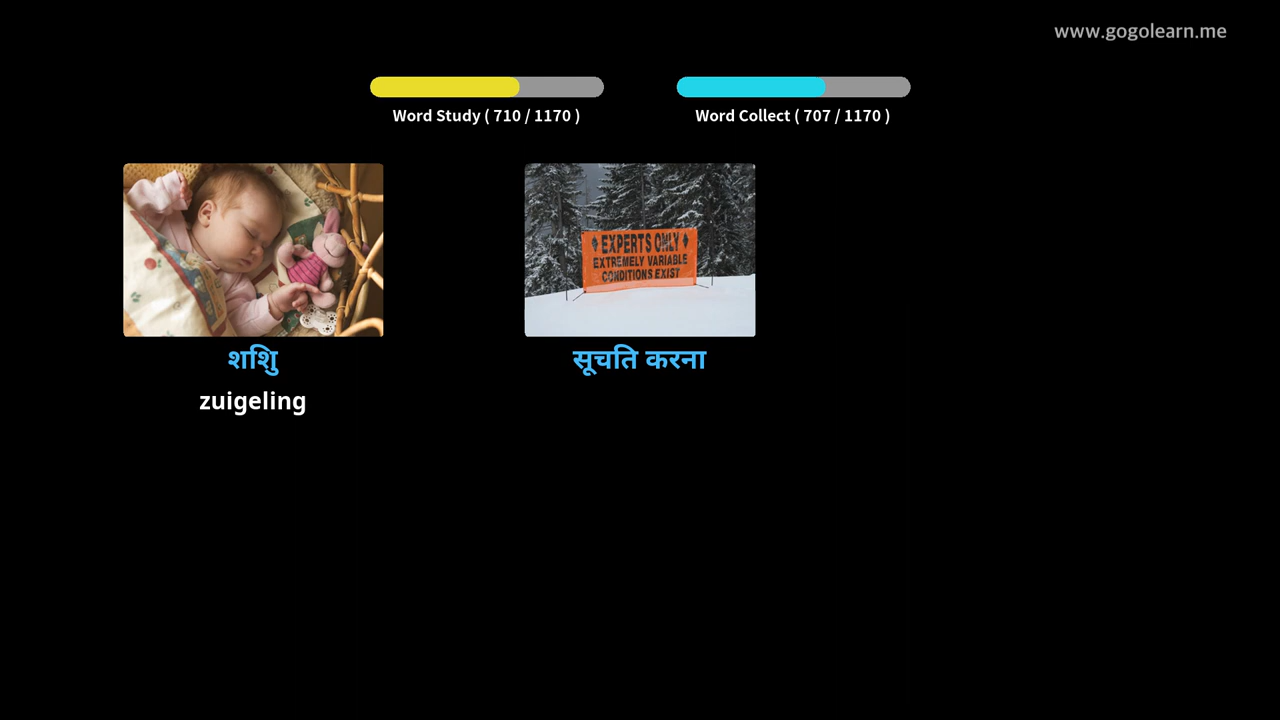 www.gogolearn.me
Word Study ( 710 / 1170 )
Word Collect ( 707 / 1170 )
EXPERTS ONLY
EXTREMELY VARIABLE
CONDITIONS EXIST
शिशु
सूचित करना
zuigeling